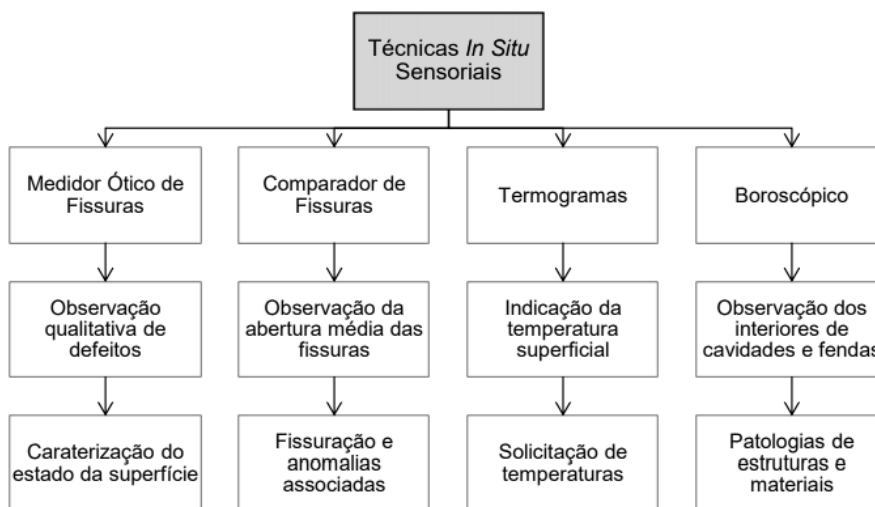 Técnicas In Situ
Sensoriais
Medidor Ótico de
Fissuras
Comparador de
Fissuras
Termogramas
Boroscópico
Observação
qualitativa de
defeitos
Observação da
abertura média das
fissuras
Indicação da
temperatura
superficial
Observação dos
interiores de
cavidades e fendas
Caraterização do
estado da superfície
Fissuração e
anomalias
associadas
Solicitação de
temperaturas
Patologias de
estruturas e
materiais